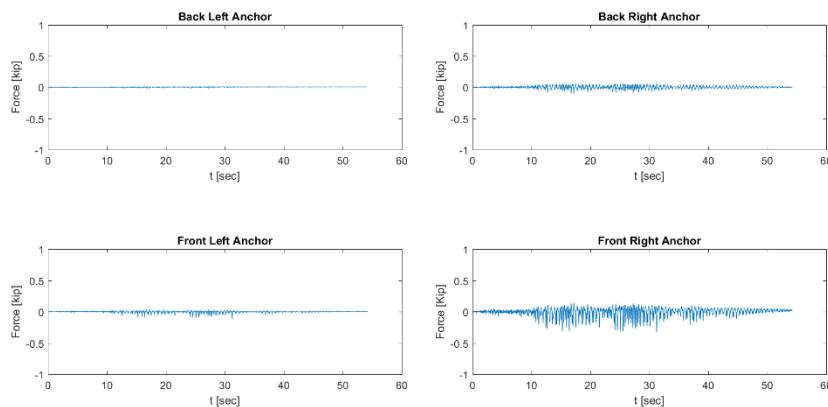 Back Left Anchor
1
0.5
0
-0.5
-1
Force [kip]
0 10 20 30 40 50 60
t [sec]
Back Right Anchor
1
0.5
0
-0.5
-1
Force [kip]
0 10 20 30 40 50 60
t [sec]
Front Left Anchor
1
0.5
0
-0.5
-1
Force [kip]
0 10 20 30 40 50 60
t [sec]
Front Right Anchor
1
0.5
0
-0.5
-1
Force [Kip]
0 10 20 30 40 50 60
t [sec]